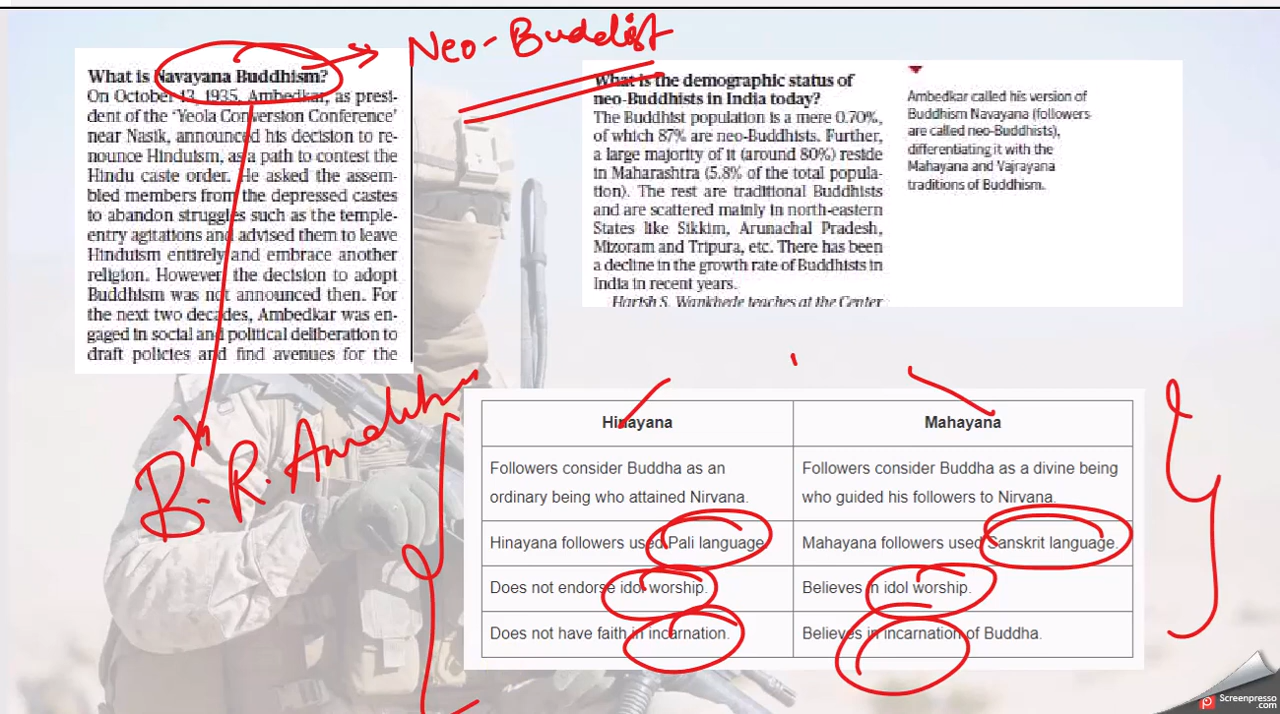 Neo-Buddist
What is Navayana Buddhism?
On October 13, 1935, Ambedkar, as presi-
dent of the ‘Yeola Conversion Conference’
near Nasik, announced his decision to re-
nounce Hinduism, as a path to contest the
Hindu caste order. He asked the assem-
bled members from the depressed castes
to abandon struggles such as the temple-
entry agitations and advised them to leave
Hinduism entirely and embrace another
religion. However, the decision to adopt
Buddhism was not announced then. For
the next two decades, Ambedkar was en-
gaged in social and political deliberation to
draft policies and find avenues for the
B. R.
What is the demographic status of
neo-Buddhists in India today?
The Buddhist population is a mere 0.70%,
of which 87% are neo-Buddhists. Further,
a large majority of it (around 80%) reside
in Maharashtra (5.8% of the total popula-
tion). The rest are traditional Buddhists
and are scattered mainly in north-eastern
States like Sikkim, Arunachal Pradesh,
Mizoram and Tripura, etc. There has been
a decline in the growth rate of Buddhists in
India in recent years.
Harish S. Wankhede teaches at the Center
Ambedkar called his version of
Buddhism Navayana (followers
are called neo-Buddhists),
differentiating it with the
Mahayana and Vajrayana
traditions of Buddhism.
Hinayana
Mahayana
Followers consider Buddha as an
ordinary being who attained Nirvana.
Followers consider Buddha as a divine being
who guided his followers to Nirvana.
Hinayana followers used Pali language.
Mahayana followers used Sanskrit language.
Does not endorse idol worship.
Believes in idol worship.
Does not have faith in incarnation.
Believes in incarnation of Buddha.
Screenpresso
.com